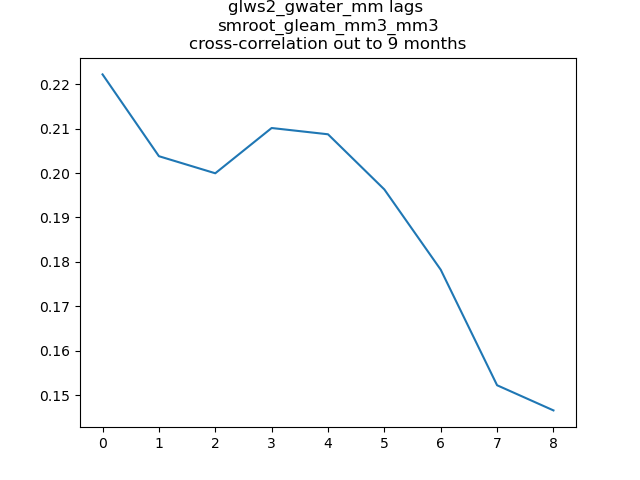 glws2_gwater_mm lags
smroot_gleam_mm3_mm3
cross-correlation out to 9 months
0.22
0.21
0.20
0.19
0.18
0.17
0.16
0.15
0 1 2 3 4 5 6 7 8